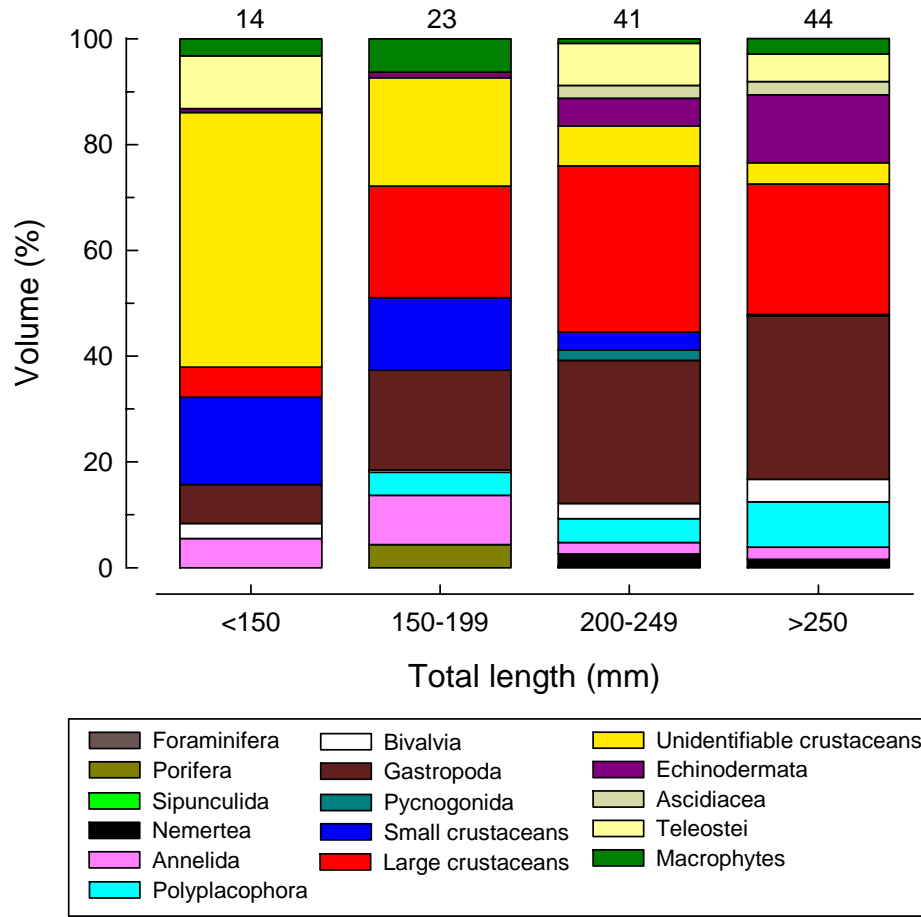 14 23 41 44
100
80
60
40
20
0
Volume (%)
<150 150-199 200-249 >250
Total length (mm)
Foraminifera Bivalvia Unidentifiable crustaceans
Porifera Gastropoda Echinodermata
Sipunculida Pycnogonida Ascidiacea
Nemertea Small crustaceans Teleostei
Annelida Large crustaceans Macrophytes
Polyplacophora